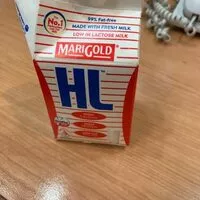 No.1
99% Fat-free
MADE WITH FRESH MILK
LOW IN LACTOSE MILK
MARIGOLD
HL